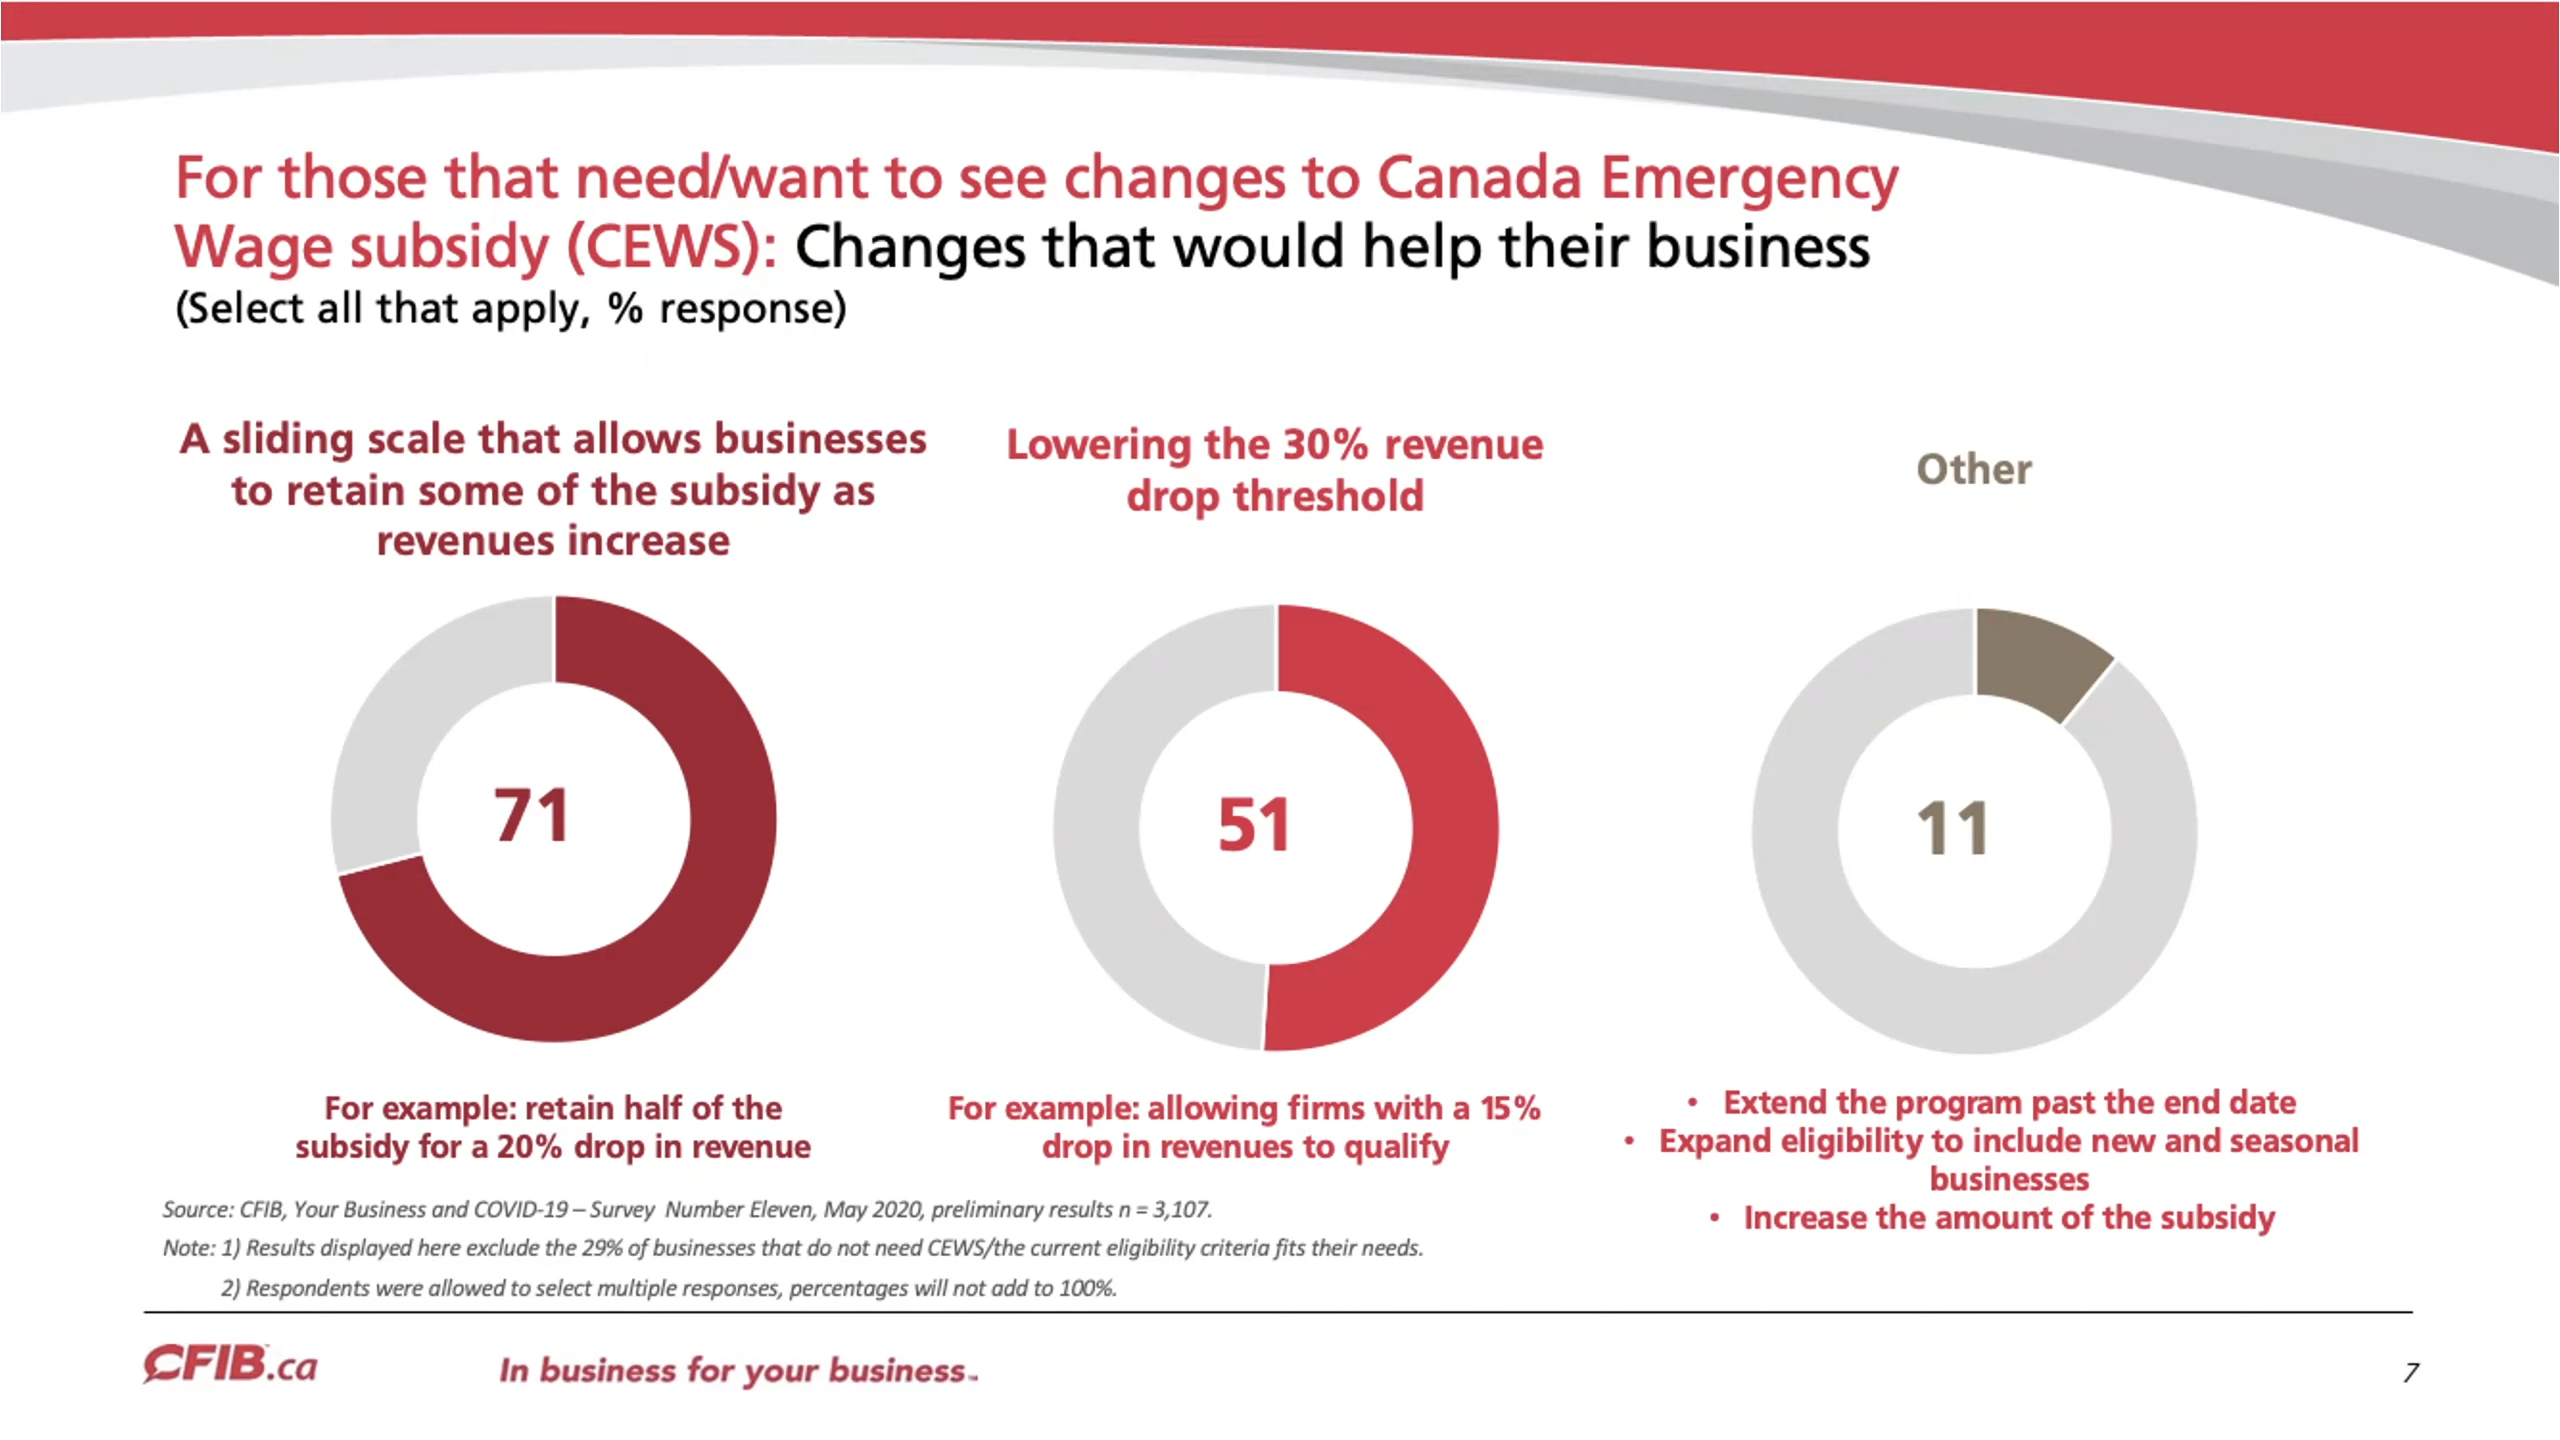 For those that need/want to see changes to Canada Emergency
Wage subsidy (CEWS): Changes that would help their business
(Select all that apply, % response)
A sliding scale that allows businesses
to retain some of the subsidy as
revenues increase
71
For example: retain half of the
subsidy for a 20% drop in revenue
Lowering the 30% revenue
drop threshold
51
For example: allowing firms with a 15%
drop in revenues to qualify
Other
11
• Extend the program past the end date
• Expand eligibility to include new and seasonal
businesses
• Increase the amount of the subsidy
Source: CFIB, Your Business and COVID-19 – Survey Number Eleven, May 2020, preliminary results n = 3,107.
Note: 1) Results displayed here exclude the 29% of businesses that do not need CEWS/the current eligibility criteria fits their needs.
2) Respondents were allowed to select multiple responses, percentages will not add to 100%.
CFIB.ca
In business for your business™
7